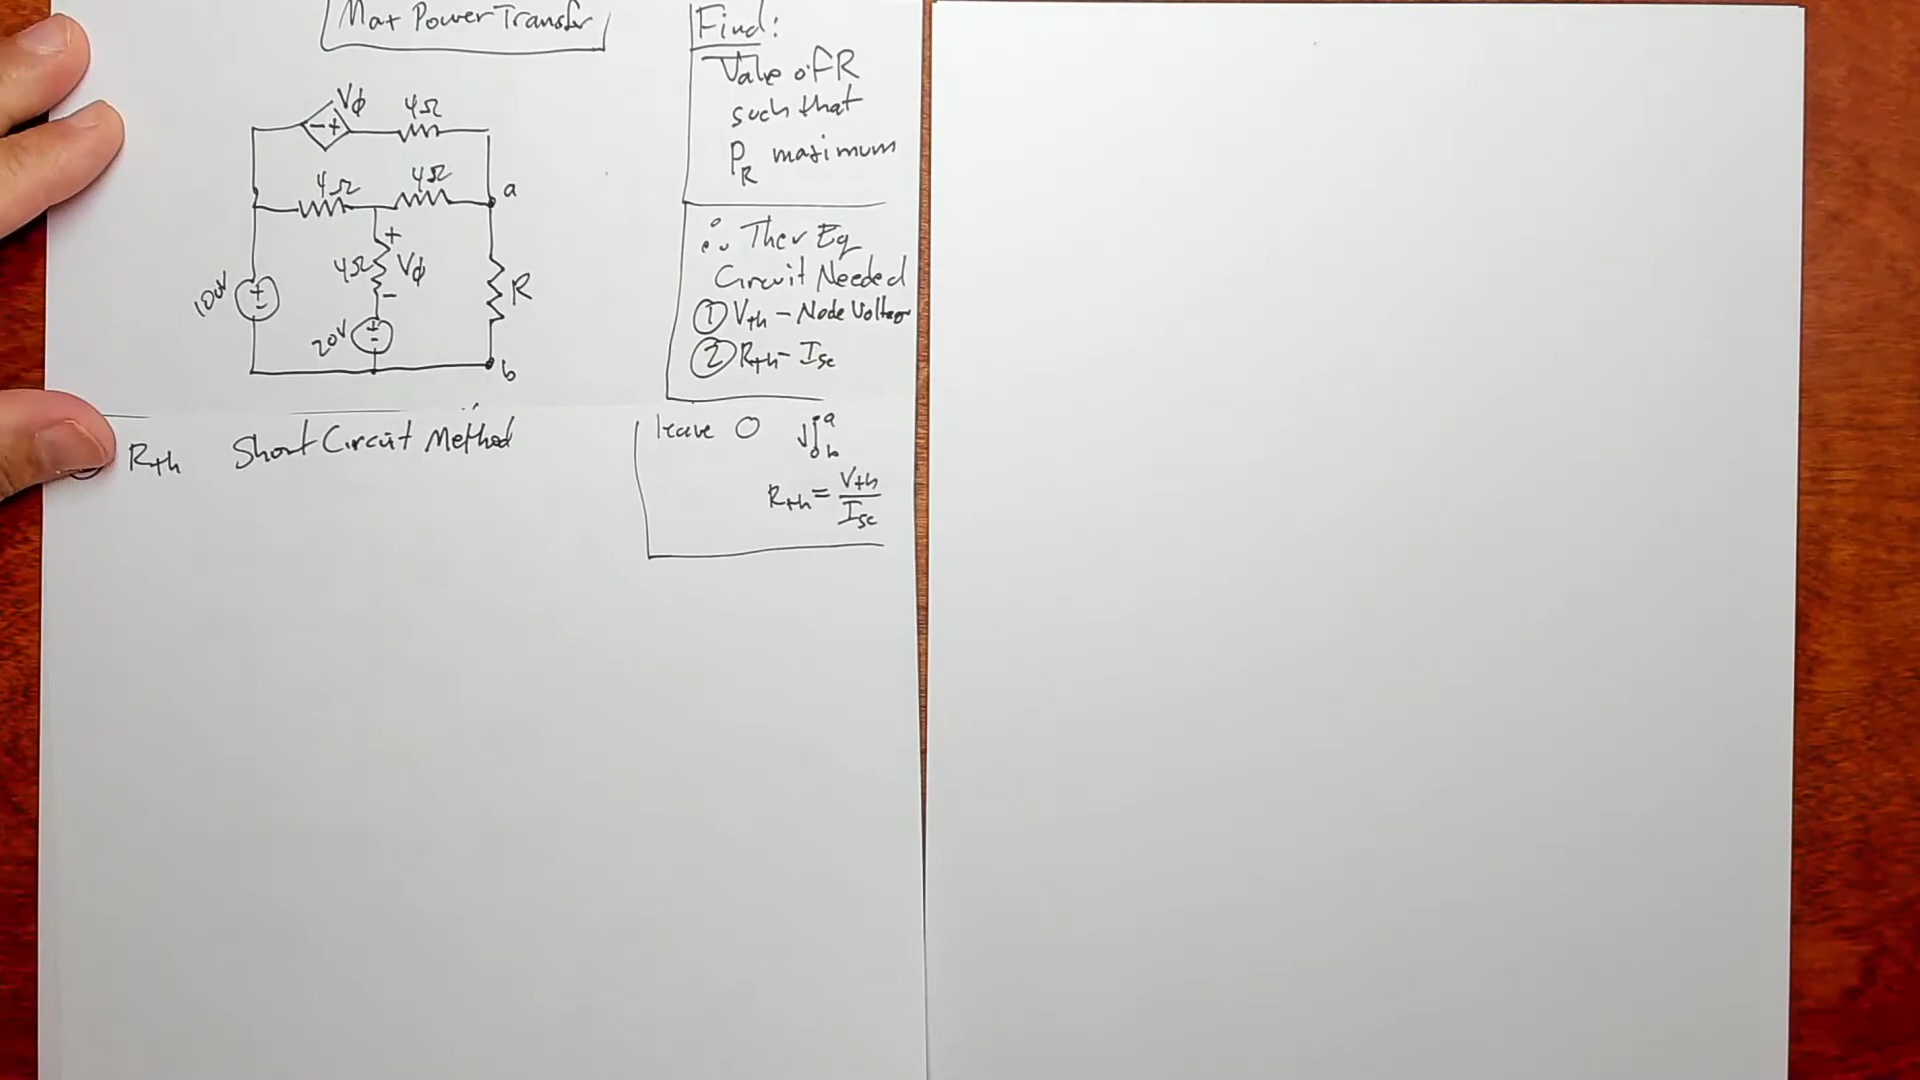 Max Power Transfer
Vϕ
4Ω
4Ω
4Ω
a
+
4Ω
Vϕ
-
100V
20V
R
b
Find:
Value of R
such that
P_R maximum
∴ Thev Eq
Circuit Needed
① V_th - Node Voltage
② R_th - I_sc
R_th Short Circuit Method
leave O
a
b
R_th = V_th / I_sc